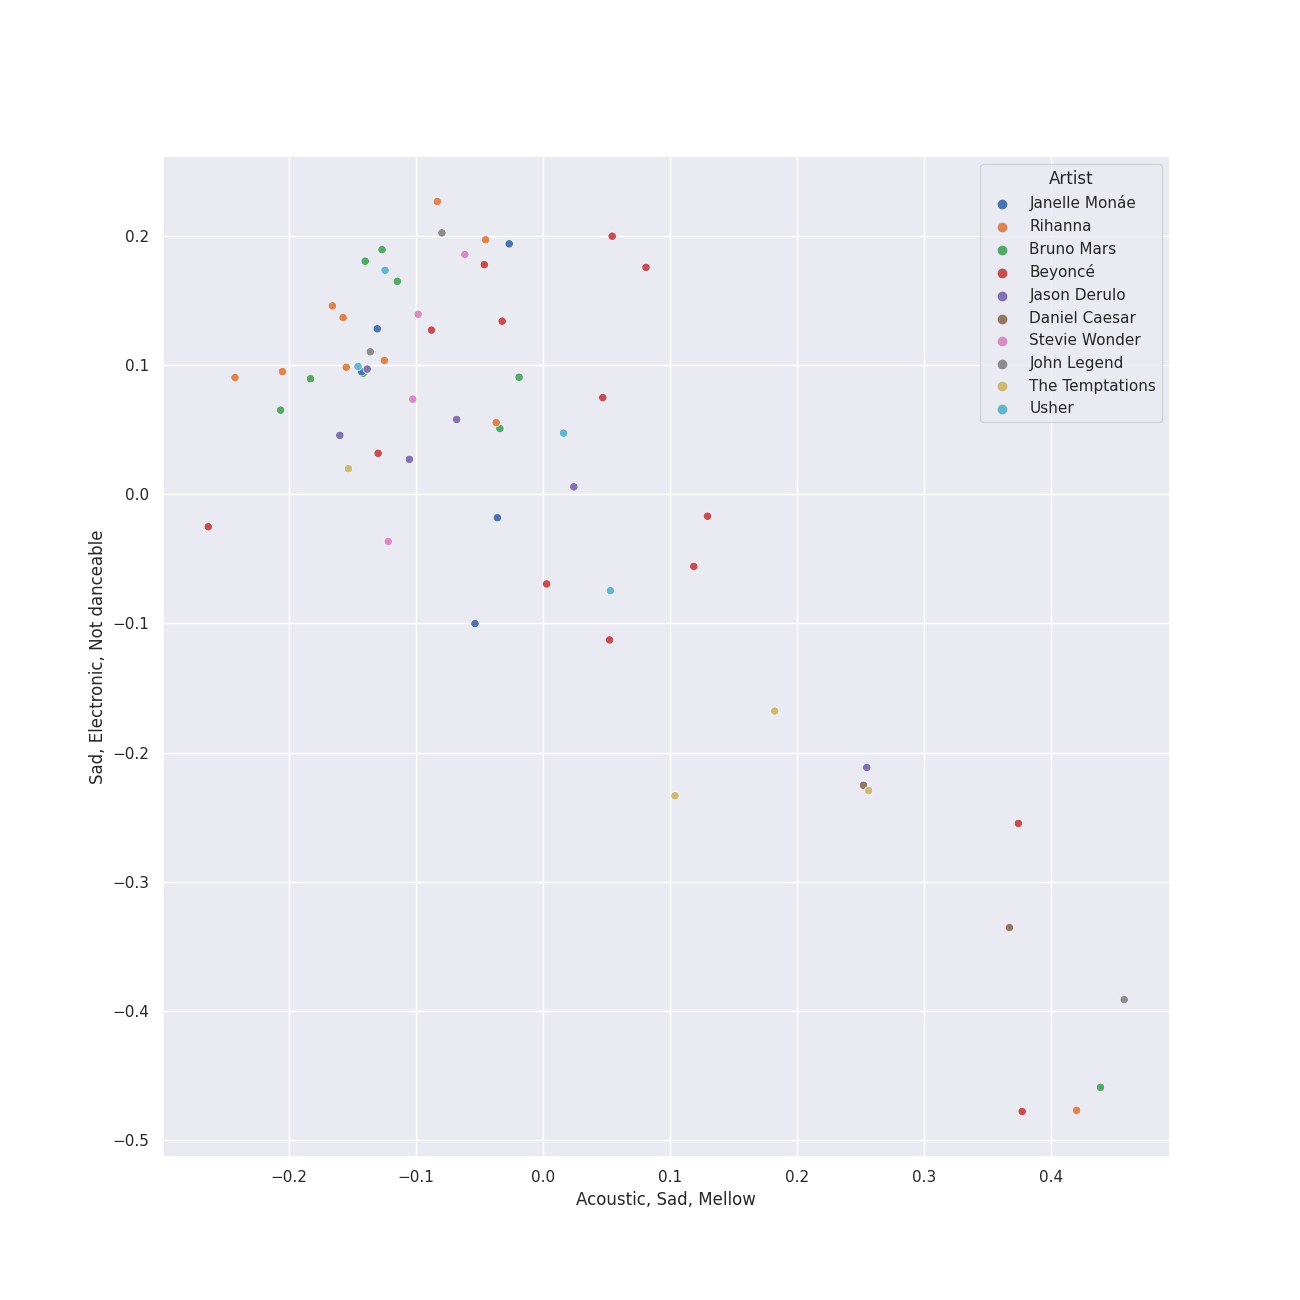 Artist
Janelle Monáe
Rihanna
Bruno Mars
Beyoncé
Jason Derulo
Daniel Caesar
Stevie Wonder
John Legend
The Temptations
Usher
0.2
0.1
0.0
−0.1
−0.2
−0.3
−0.4
−0.5
Sad, Electronic, Not danceable
−0.2 −0.1 0.0 0.1 0.2 0.3 0.4
Acoustic, Sad, Mellow